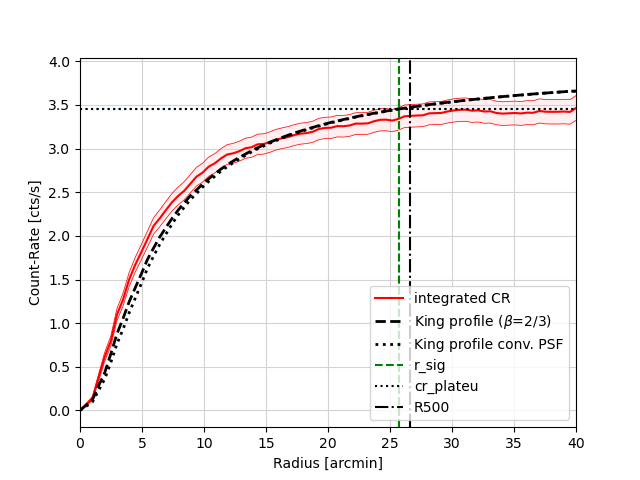 4.0
3.5
3.0
2.5
2.0
1.5
1.0
0.5
0.0
Count-Rate [cts/s]
integrated CR
King profile (β=2/3)
King profile conv. PSF
r_sig
cr_plateu
R500
0 5 10 15 20 25 30 35 40
Radius [arcmin]